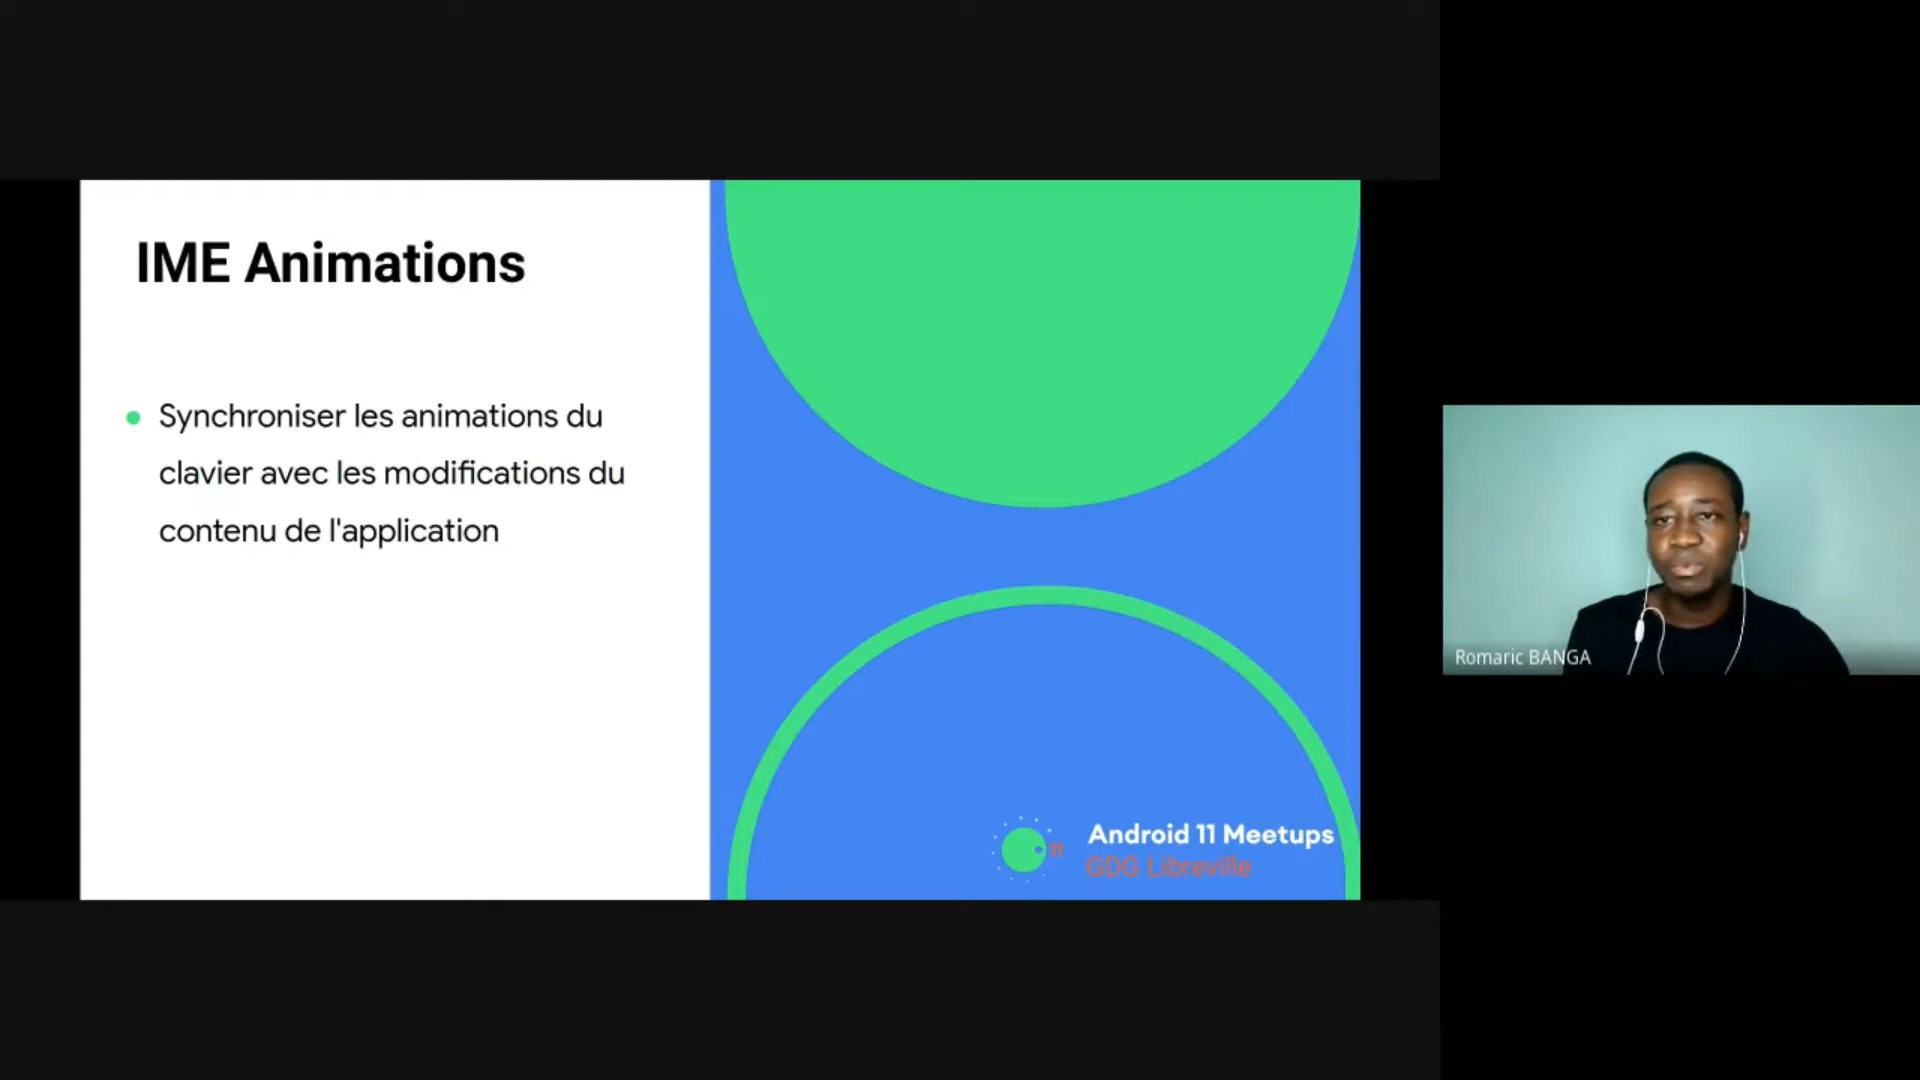 IME Animations
Synchroniser les animations du
clavier avec les modifications du
contenu de l'application
11
Android 11 Meetups
GDG Libreville
Romaric BANGA